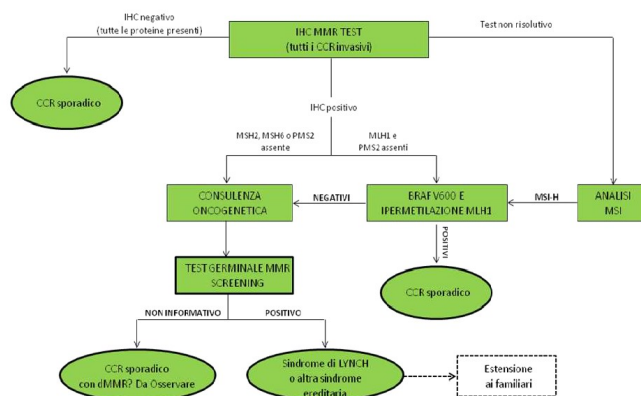 IHC negativo
(tutte le proteine presenti)
IHC MMR TEST
(tutti i CCR invasivi)
Test non risolutivo
CCR sporadico
IHC positivo
MSH2, MSH6 o PMS2
assente
MLH1 e
PMS2 assenti
CONSULENZA
ONCOGENETICA
NEGATIVI
BRAF V600 E
IPERMETILAZIONE MLH1
MSI-H
ANALISI
MSI
POSITIVI
TEST GERMINALE MMR
SCREENING
CCR sporadico
NON INFORMATIVO
POSITIVO
CCR sporadico
con dMMR? Da Osservare
Sindrome di LYNCH
o altra sindrome
ereditaria
Estensione
ai familiari